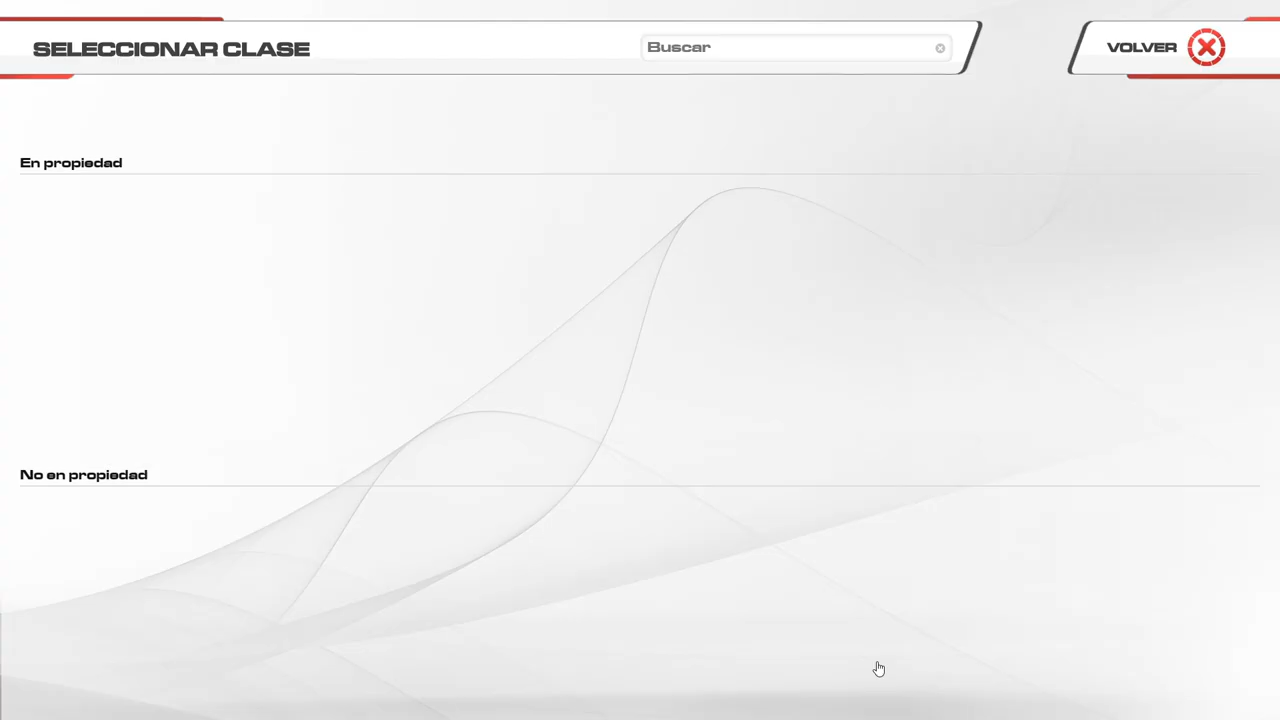 SELECCIONAR CLASE
Buscar
VOLVER
En propiedad
No en propiedad